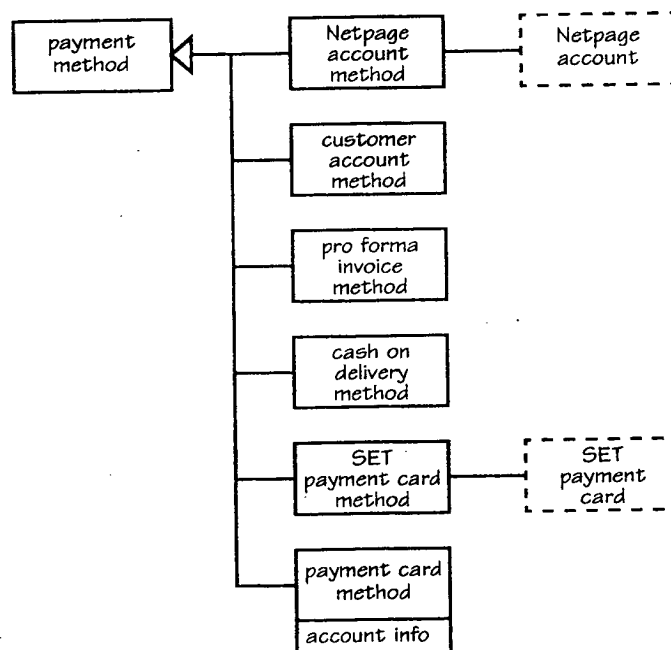 payment
method
Netpage
account
method
Netpage
account
customer
account
method
pro forma
invoice
method
cash on
delivery
method
SET
payment card
method
SET
payment
card
payment card
method
account info